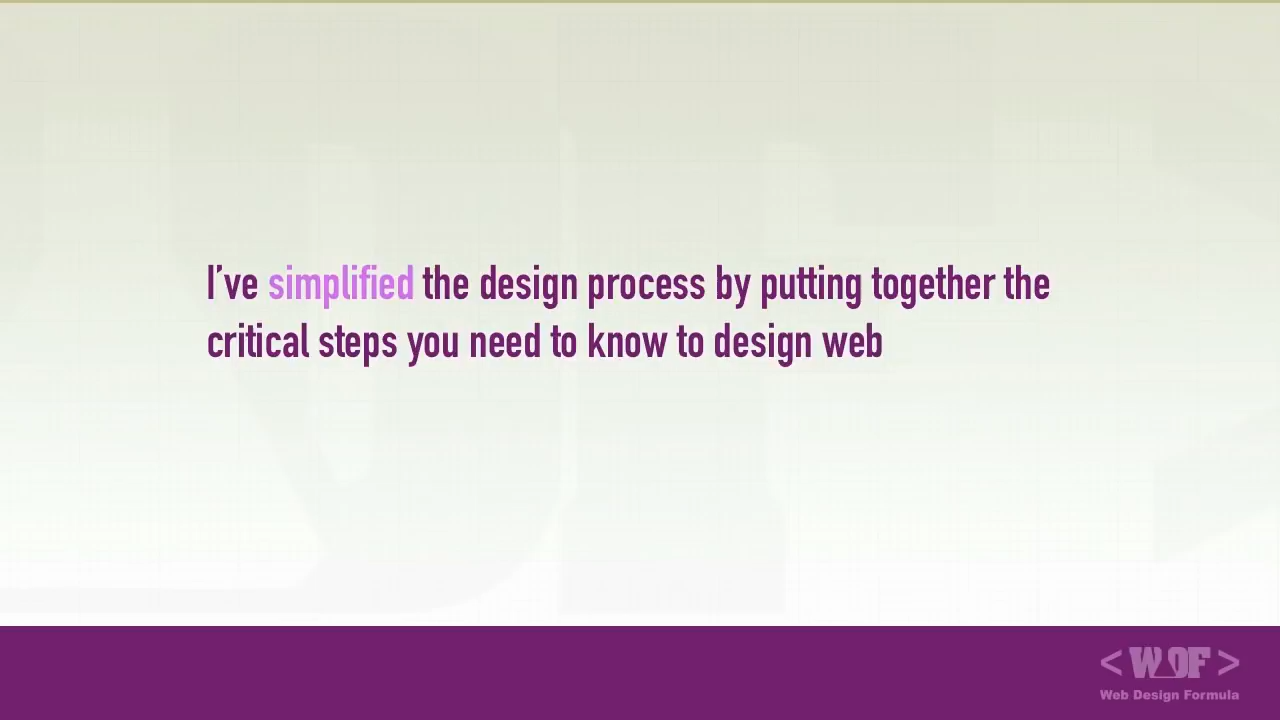 I’ve simplified the design process by putting together the
critical steps you need to know to design web
<WDF>
Web Design Formula